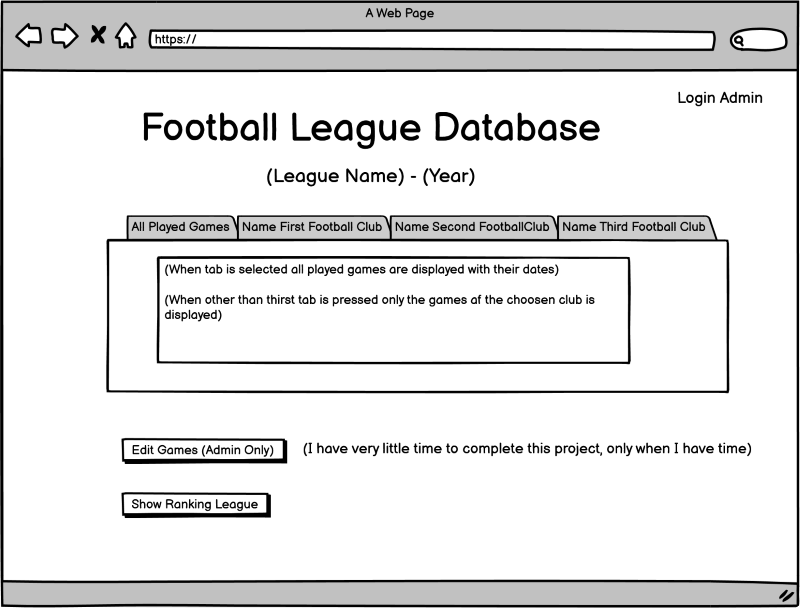 A Web Page
https://
Login Admin
Football League Database
(League Name) - (Year)
All Played Games Name First Football Club Name Second FootballClub Name Third Football Club
(When tab is selected all played games are displayed with their dates)
(When other than thirst tab is pressed only the games af the choosen club is
displayed)
Edit Games (Admin Only) (I have very little time to complete this project, only when I have time)
Show Ranking League